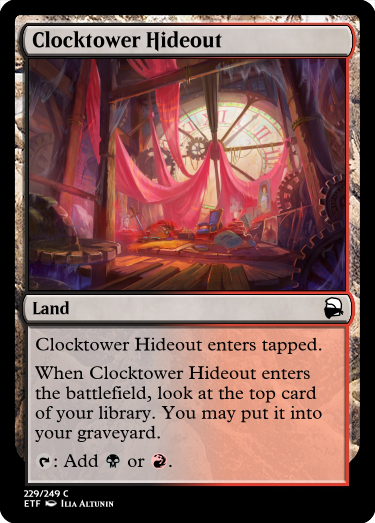 Clocktower Hideout
Land
Clocktower Hideout enters tapped.
When Clocktower Hideout enters
the battlefield, look at the top card
of your library. You may put it into
your graveyard.
: Add or .
229/249 C
ETF Ilia Altunin